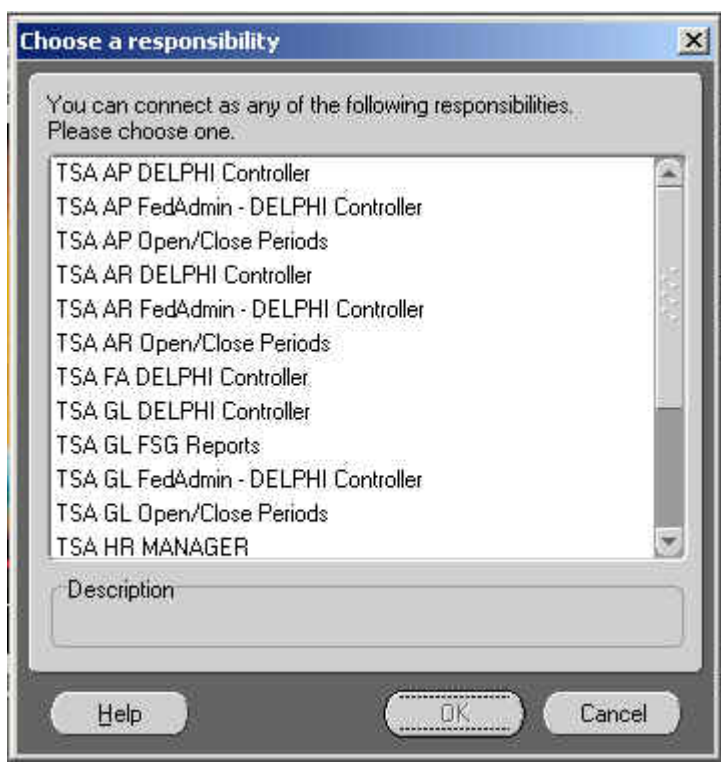 Choose a responsibility
You can connect as any of the following responsibilities.
Please choose one.
TSA AP DELPHI Controller
TSA AP FedAdmin - DELPHI Controller
TSA AP Open/Close Periods
TSA AR DELPHI Controller
TSA AR FedAdmin - DELPHI Controller
TSA AR Open/Close Periods
TSA FA DELPHI Controller
TSA GL DELPHI Controller
TSA GL FSG Reports
TSA GL FedAdmin - DELPHI Controller
TSA GL Open/Close Periods
TSA HR MANAGER
Description
Help
OK
Cancel